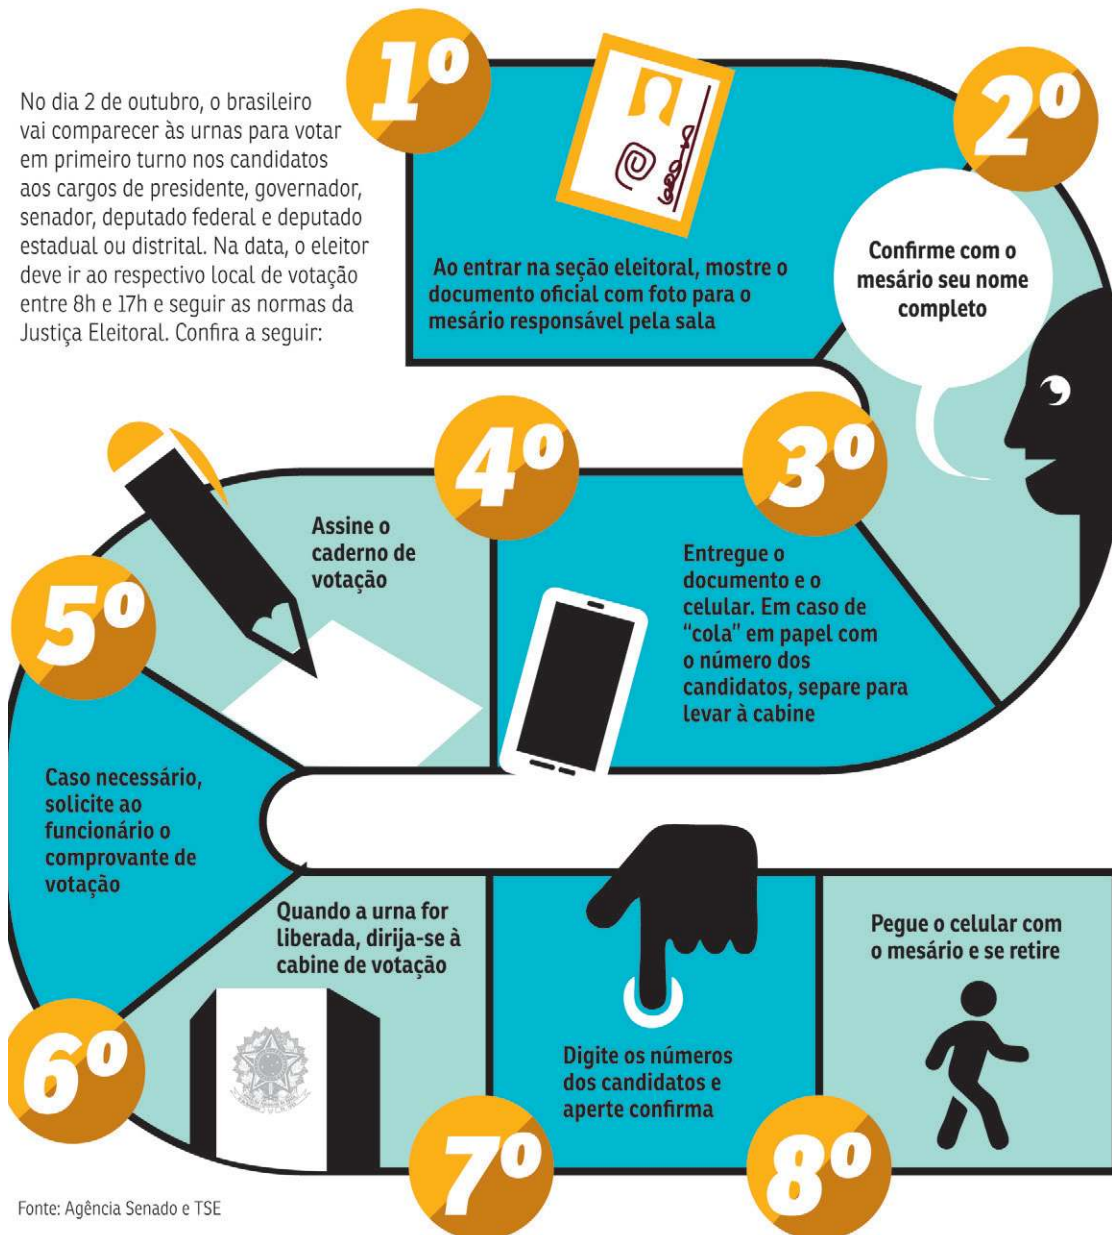 No dia 2 de outubro, o brasileiro
vai comparecer às urnas para votar
em primeiro turno nos candidatos
aos cargos de presidente, governador,
senador, deputado federal e deputado
estadual ou distrital. Na data, o eleitor
deve ir ao respectivo local de votação
entre 8h e 17h e seguir as normas da
Justiça Eleitoral. Confira a seguir:
1º
Ao entrar na seção eleitoral, mostre o
documento oficial com foto para o
mesário responsável pela sala
2º
Confirme com o
mesário seu nome
completo
3º
Entregue o
documento e o
celular. Em caso de
“cola” em papel com
o número dos
candidatos, separe para
levar à cabine
4º
Assine o
caderno de
votação
5º
Caso necessário,
solicite ao
funcionário o
comprovante de
votação
6º
Quando a urna for
liberada, dirija-se à
cabine de votação
7º
Digite os números
dos candidatos e
aperte confirma
8º
Pegue o celular com
o mesário e se retire
Fonte: Agência Senado e TSE